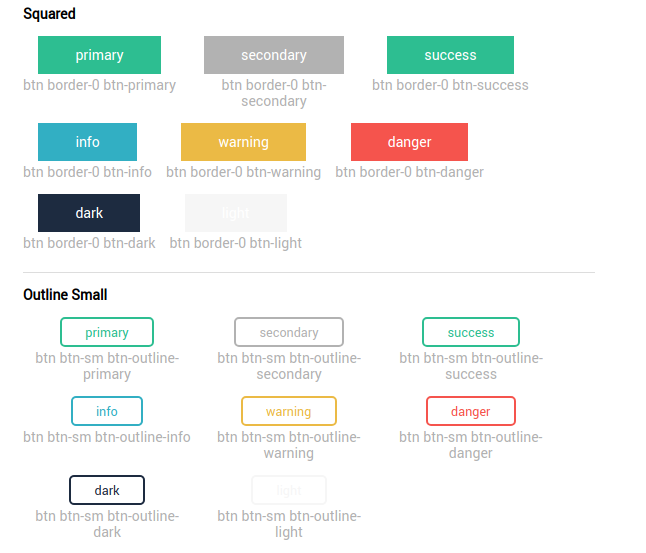 Squared
primary
secondary
success
btn border-0 btn-primary
btn border-0 btn-
secondary
btn border-0 btn-success
info
warning
danger
btn border-0 btn-info
btn border-0 btn-warning
btn border-0 btn-danger
dark
light
btn border-0 btn-dark
btn border-0 btn-light
Outline Small
primary
secondary
success
btn btn-sm btn-outline-
primary
btn btn-sm btn-outline-
secondary
btn btn-sm btn-outline-
success
info
warning
danger
btn btn-sm btn-outline-info
btn btn-sm btn-outline-
warning
btn btn-sm btn-outline-
danger
dark
light
btn btn-sm btn-outline-
dark
btn btn-sm btn-outline-
light